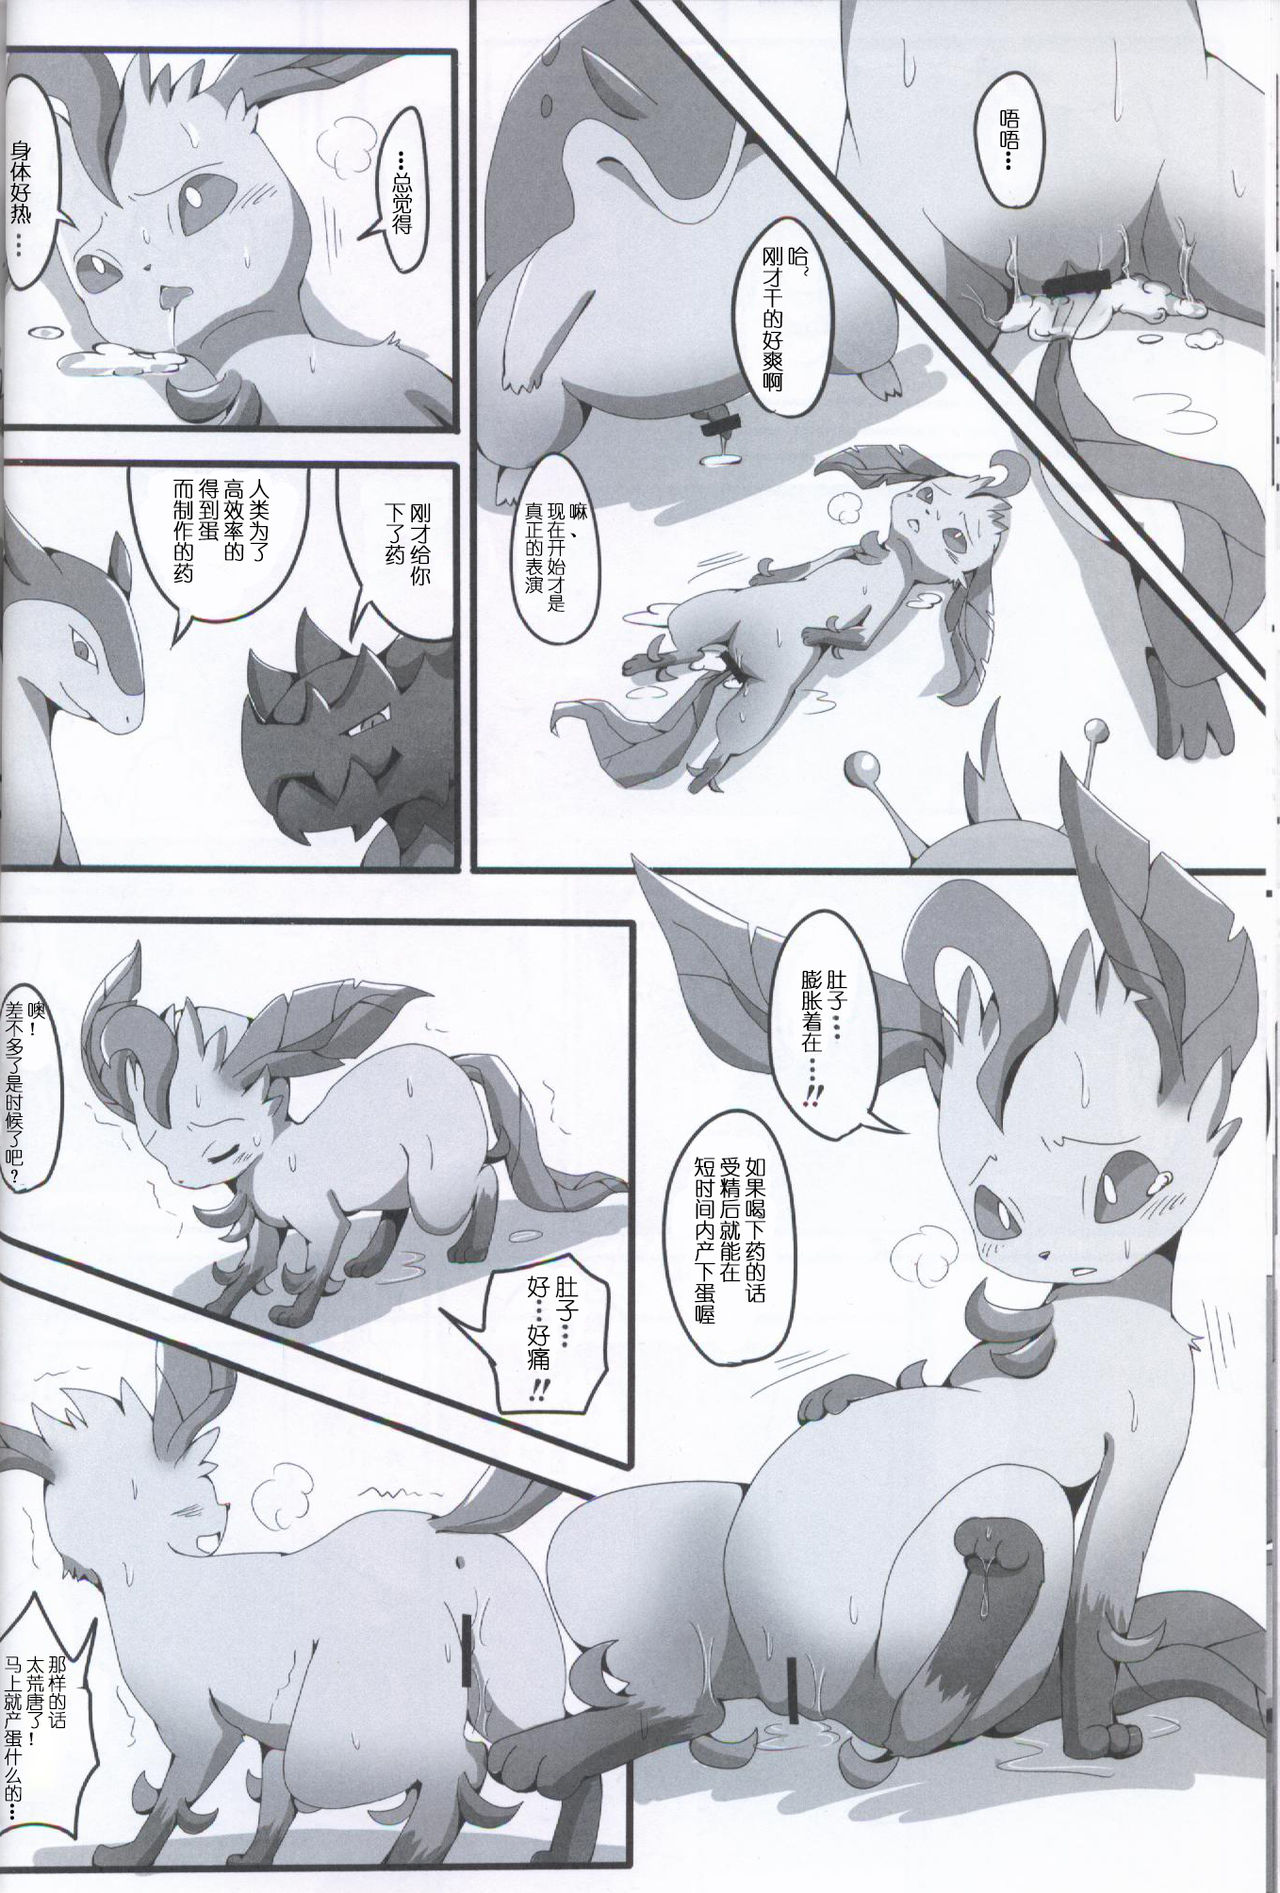 唔唔…
哈~
刚才干的好爽啊
嘛、
现在开始才是
真正的表演
…总觉得
身体好热…
刚才给你
下了药
人类为了
高效率的
得到蛋
而制作的药
肚子…
膨胀着在…!!
如果喝下药的话
受精后就能在
短时间内产下蛋喔
噢!
差不多了是时候了吧?
肚子…
好…好痛!!
那样的话
太荒唐了!
马上就产蛋什么的…